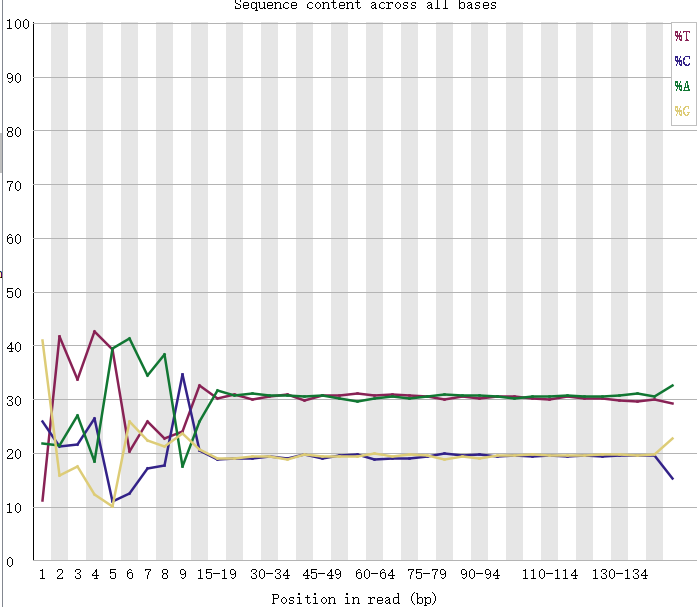 Sequence content across all bases
100
90
80
70
60
50
40
30
20
10
0
%T
%C
%A
%G
1 2 3 4 5 6 7 8 9 15-19 30-34 45-49 60-64 75-79 90-94 110-114 130-134
Position in read (bp)